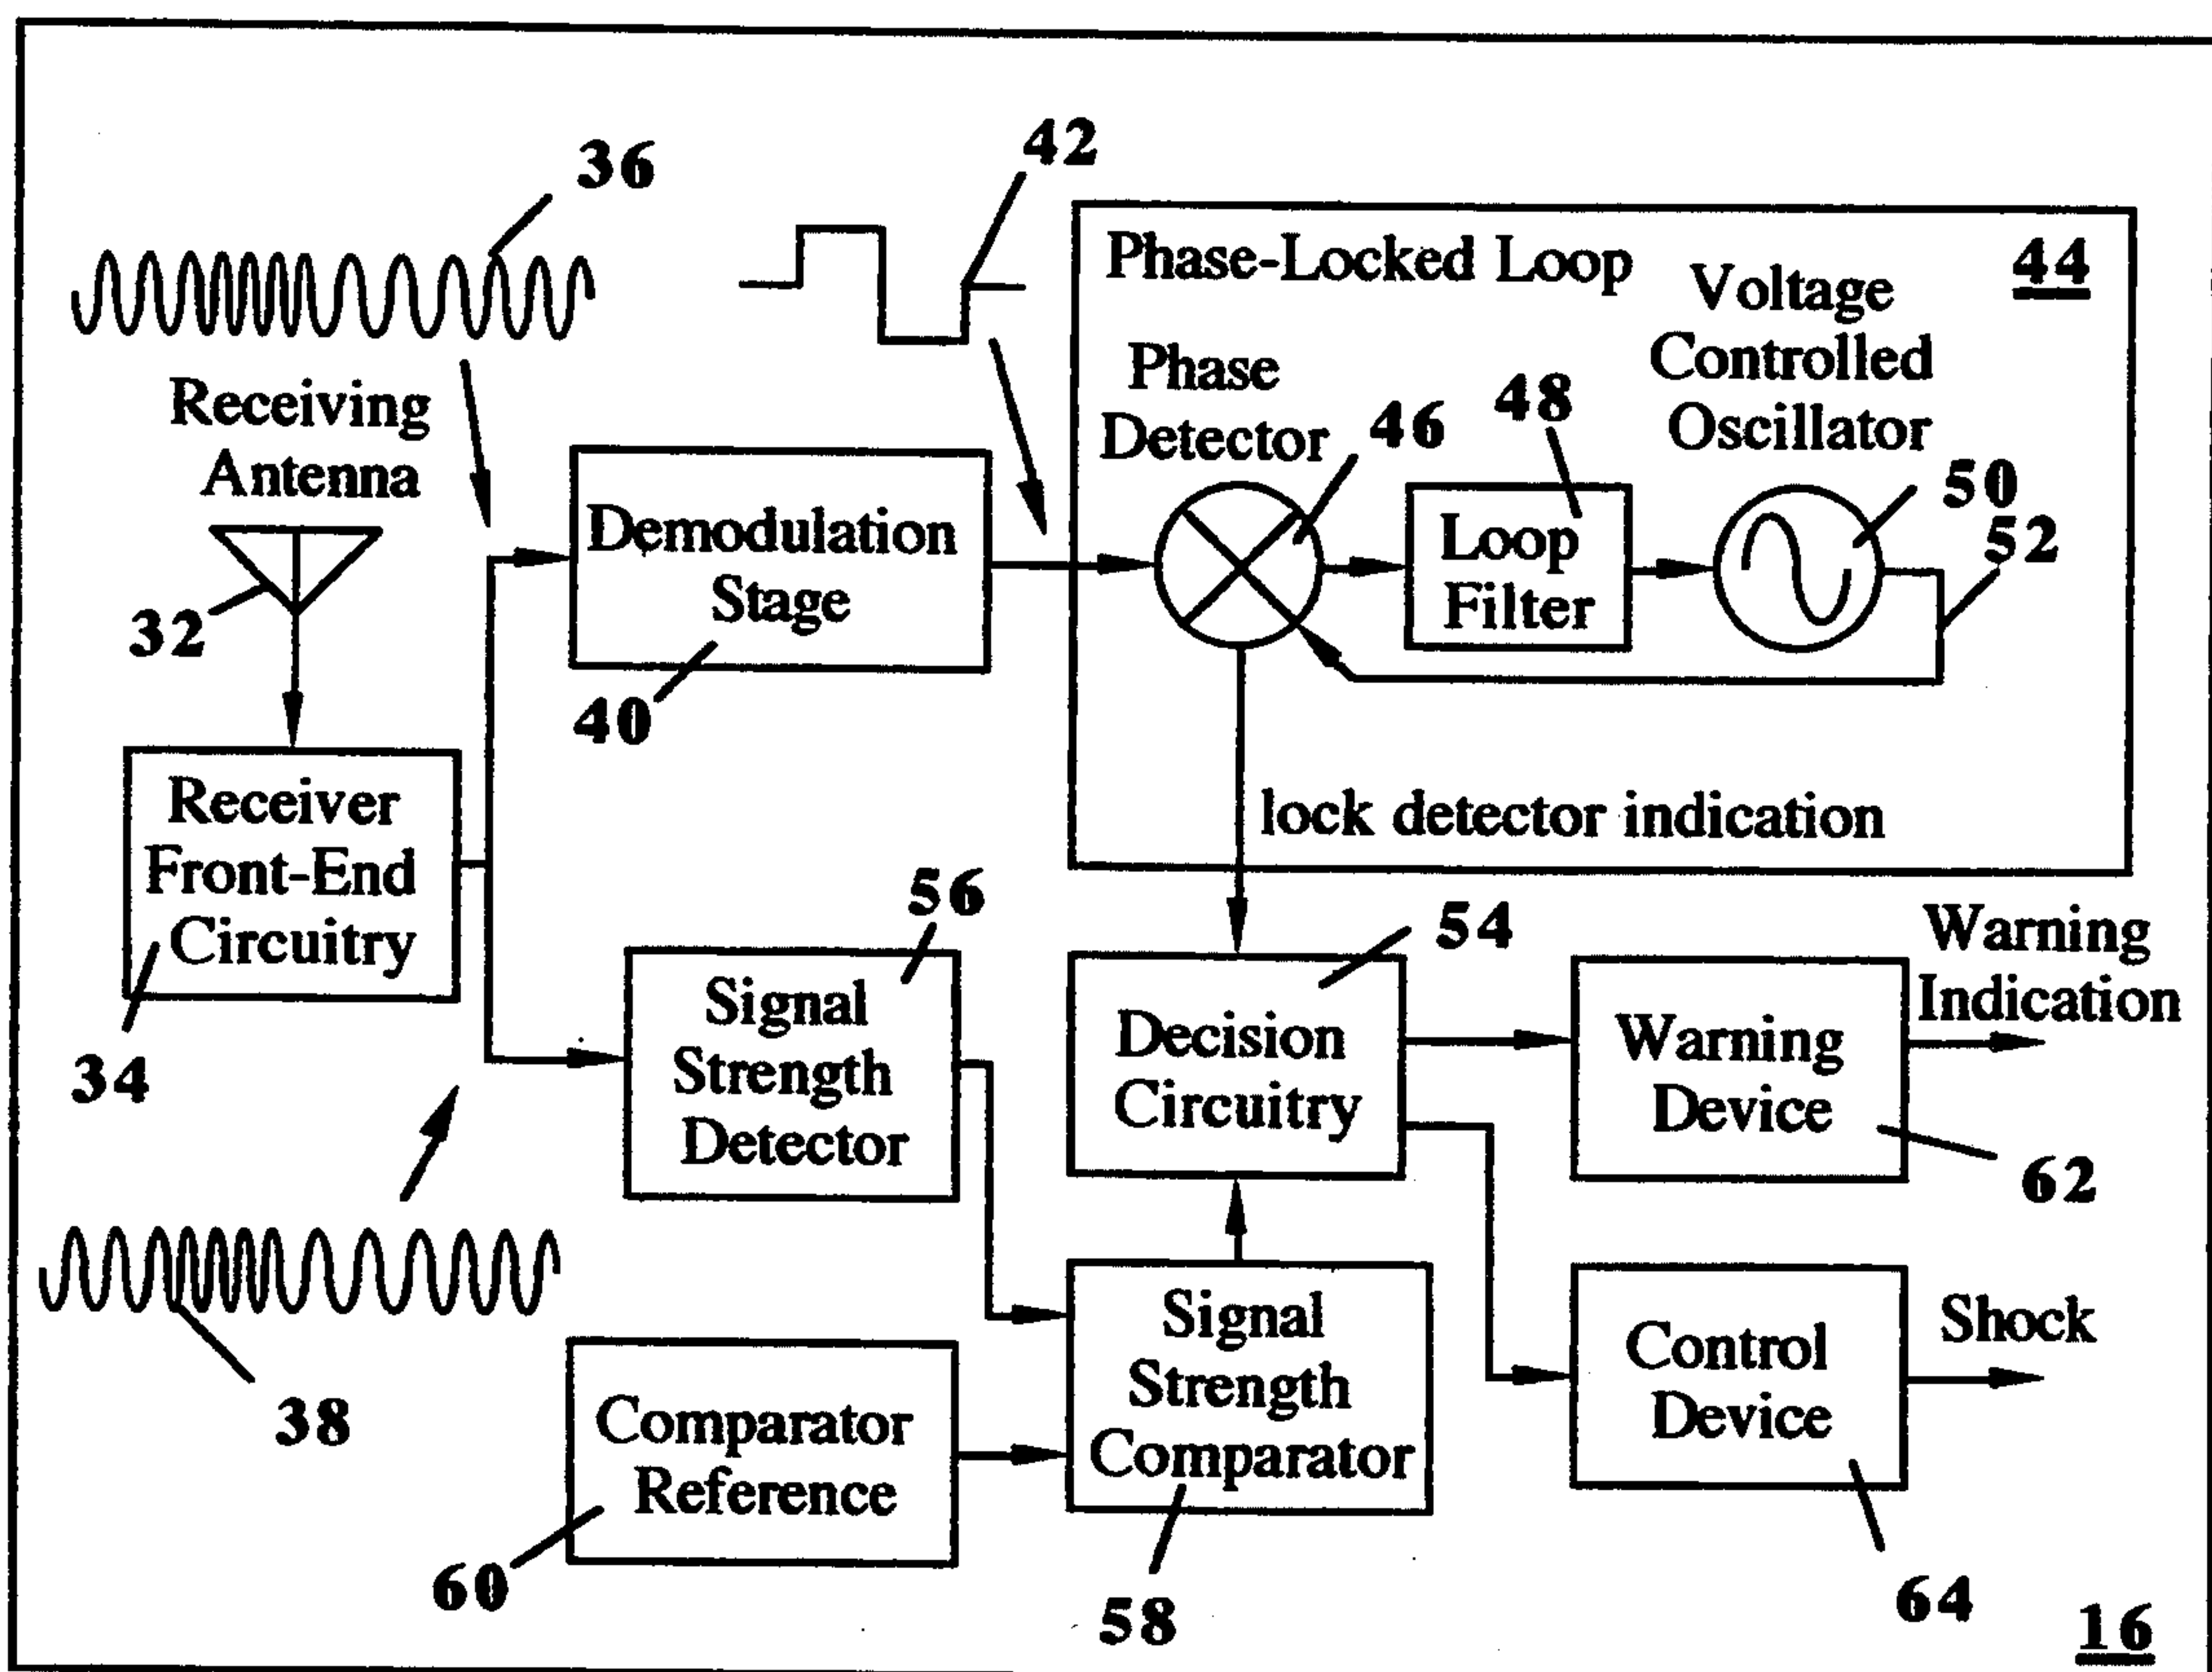 36
42
Phase-Locked Loop
44
Voltage
Controlled
Oscillator
Phase
Detector
46
48
50
52
Receiving
Antenna
32
Demodulation
Stage
40
Loop
Filter
Receiver
Front-End
Circuitry
34
lock detector indication
56
Signal
Strength
Detector
54
Decision
Circuitry
Warning
Indication
Warning
Device
62
38
Comparator
Reference
60
Signal
Strength
Comparator
58
Control
Device
Shock
64
16